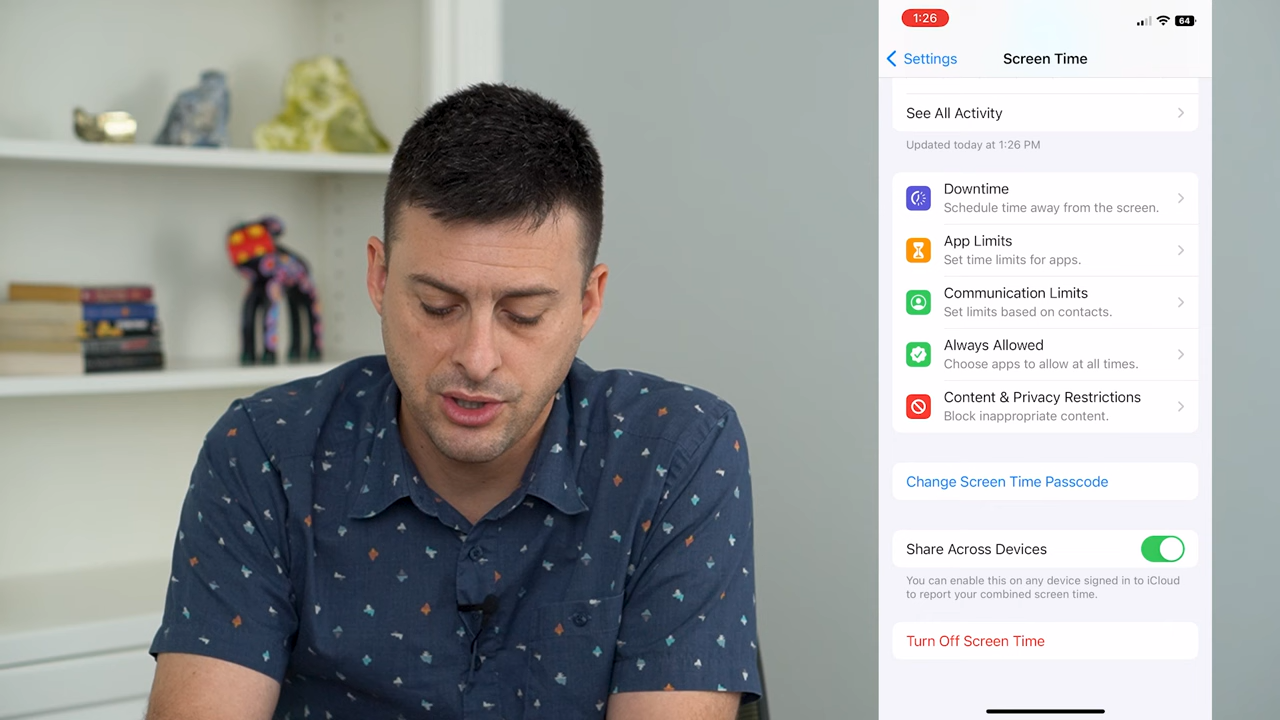 1:26
64
Settings
Screen Time
See All Activity
Updated today at 1:26 PM
Downtime
Schedule time away from the screen.
App Limits
Set time limits for apps.
Communication Limits
Set limits based on contacts.
Always Allowed
Choose apps to allow at all times.
Content & Privacy Restrictions
Block inappropriate content.
Change Screen Time Passcode
Share Across Devices
You can enable this on any device signed in to iCloud
to report your combined screen time.
Turn Off Screen Time